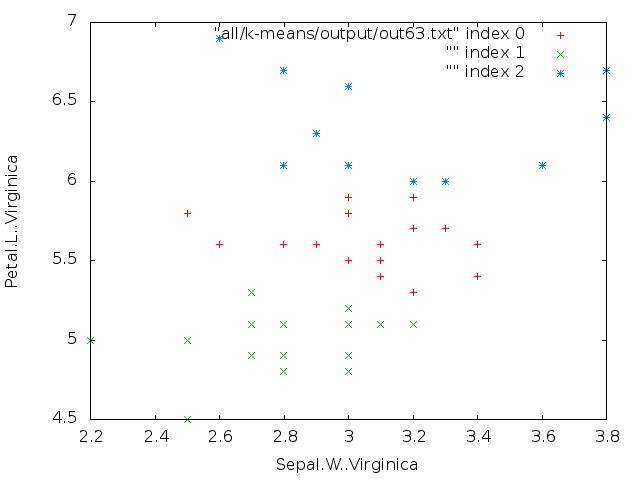 "all/k-means/output/out63.txt" index 0
"" index 1
"" index 2
7
6.5
6
5.5
5
4.5
2.2 2.4 2.6 2.8 3 3.2 3.4 3.6 3.8
Petal.L..Virginica
Sepal.W..Virginica